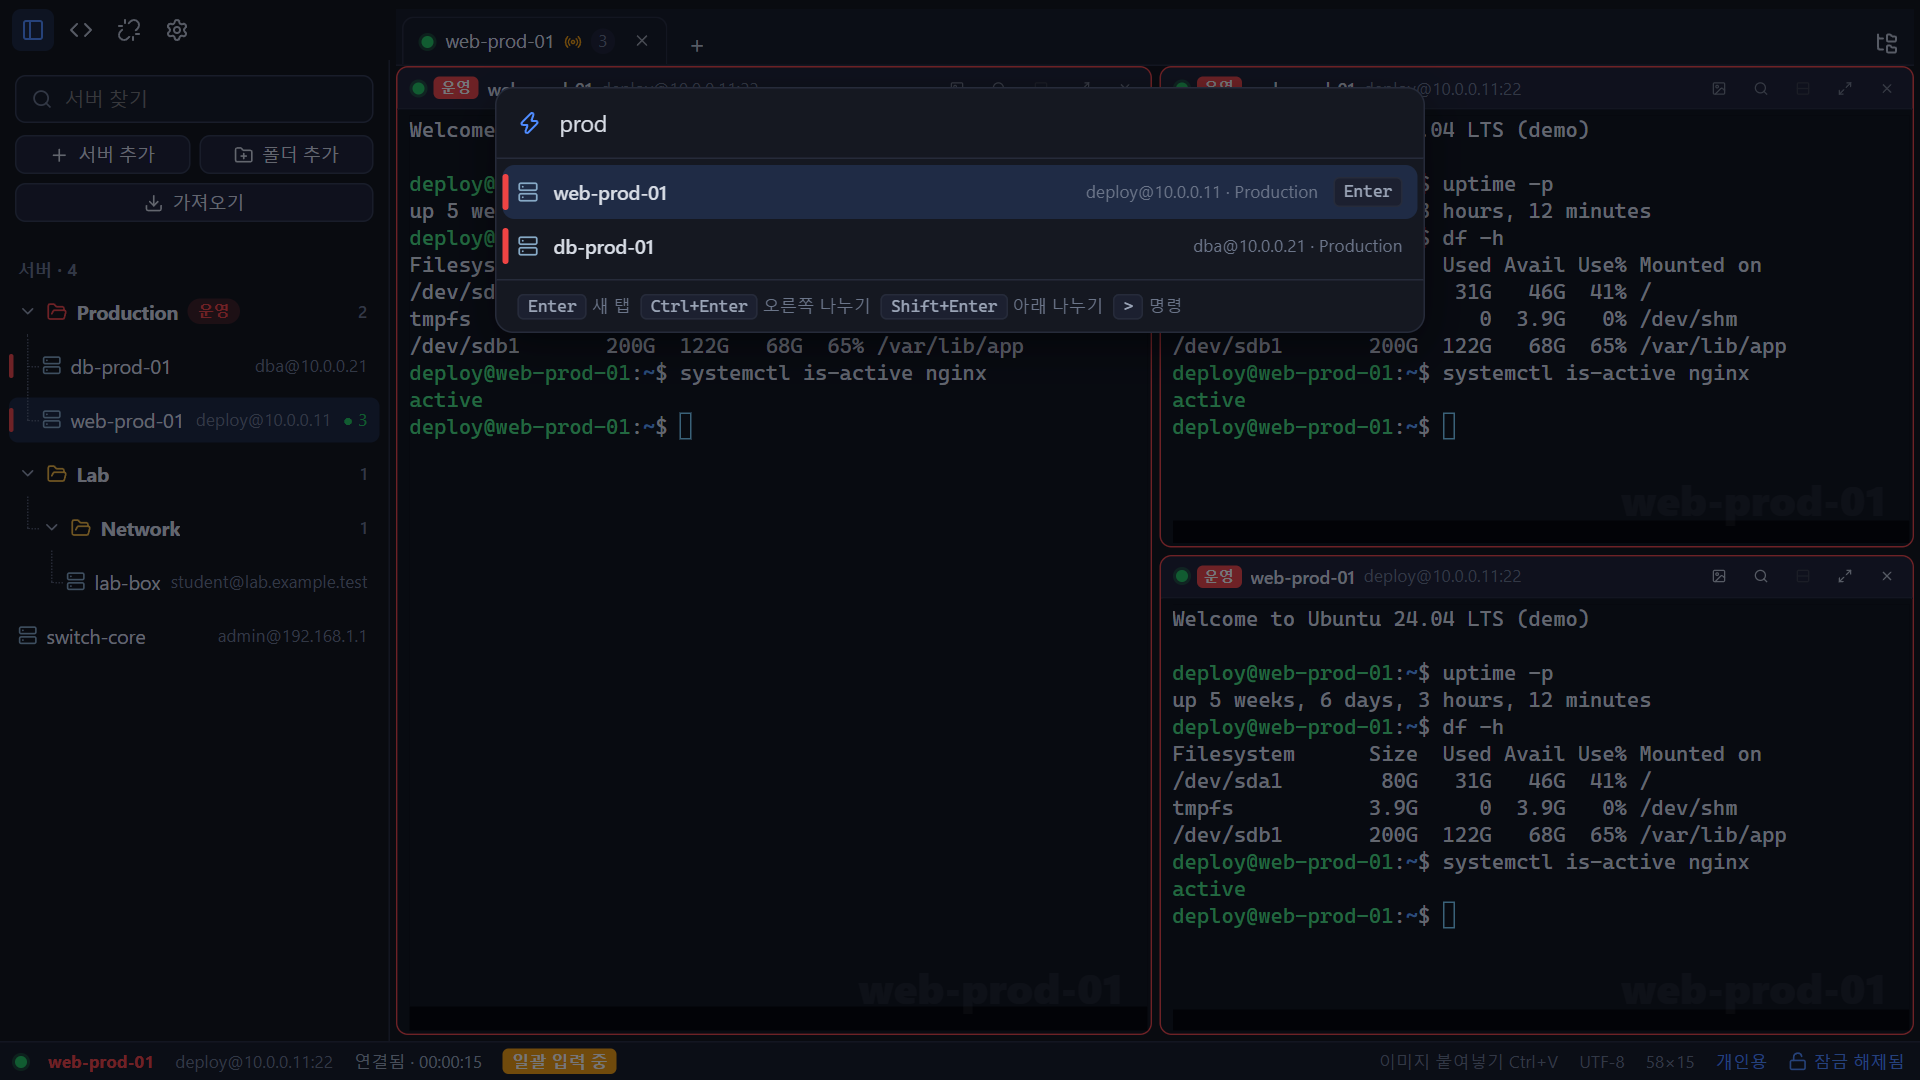 web-prod-01 3
서버 찾기
서버 추가
폴더 추가
가져오기
서버 · 4
Production 운영 2
db-prod-01 dba@10.0.0.21
web-prod-01 deploy@10.0.0.11 3
Lab 1
Network 1
lab-box student@lab.example.test
switch-core admin@192.168.1.1
prod
web-prod-01 deploy@10.0.0.11 · Production Enter
db-prod-01 dba@10.0.0.21 · Production
Enter 새 탭 Ctrl+Enter 오른쪽 나누기 Shift+Enter 아래 나누기 > 명령
운영
Welcome
deploy@
up 5 we
deploy@
Filesys
/dev/sd
tmpfs
/dev/sdb1 200G 122G 68G 65% /var/lib/app
deploy@web-prod-01:~$ systemctl is-active nginx
active
deploy@web-prod-01:~$
web-prod-01
@10.0.0.11:22
.04 LTS (demo)
$ uptime -p
hours, 12 minutes
$ df -h
Used Avail Use% Mounted on
31G 46G 41% /
0 3.9G 0% /dev/shm
/dev/sdb1 200G 122G 68G 65% /var/lib/app
deploy@web-prod-01:~$ systemctl is-active nginx
active
deploy@web-prod-01:~$
web-prod-01
운영 web-prod-01 deploy@10.0.0.11:22
Welcome to Ubuntu 24.04 LTS (demo)
deploy@web-prod-01:~$ uptime -p
up 5 weeks, 6 days, 3 hours, 12 minutes
deploy@web-prod-01:~$ df -h
Filesystem Size Used Avail Use% Mounted on
/dev/sda1 80G 31G 46G 41% /
tmpfs 3.9G 0 3.9G 0% /dev/shm
/dev/sdb1 200G 122G 68G 65% /var/lib/app
deploy@web-prod-01:~$ systemctl is-active nginx
active
deploy@web-prod-01:~$
web-prod-01
web-prod-01 deploy@10.0.0.11:22 연결됨 · 00:00:15 일괄 입력 중
이미지 붙여넣기 Ctrl+V UTF-8 58×15 개인용 잠금 해제됨